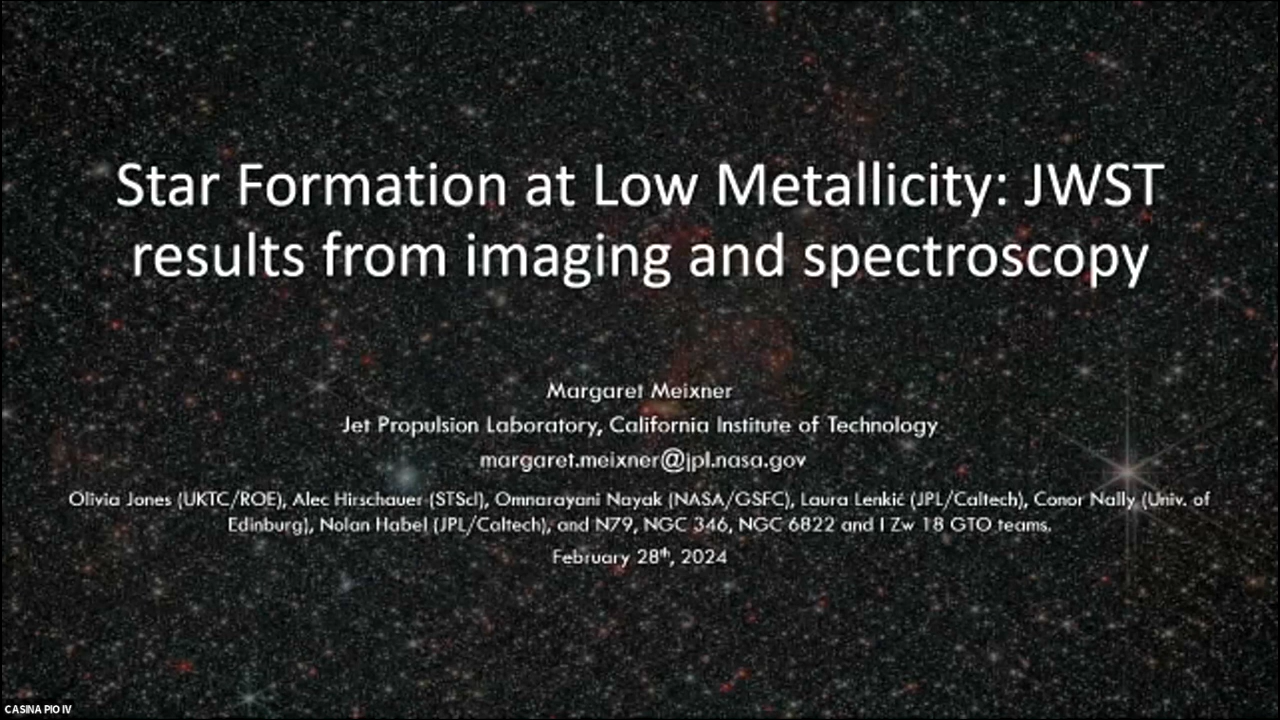 Star Formation at Low Metallicity: JWST
results from imaging and spectroscopy
Margaret Meixner
Jet Propulsion Laboratory, California Institute of Technology
margaret.meixner@jpl.nasa.gov
Olivia Jones (UKTC/ROE), Alec Hirschauer (STScI), Omnarayani Nayak (NASA/GSFC), Laura Lenkić (JPL/Caltech), Conor Nally (Univ. of
Edinburg), Nolan Habel (JPL/Caltech), and N79, NGC 346, NGC 6822 and I Zw 18 GTO teams.
February 28th, 2024
CASINA PIO IV